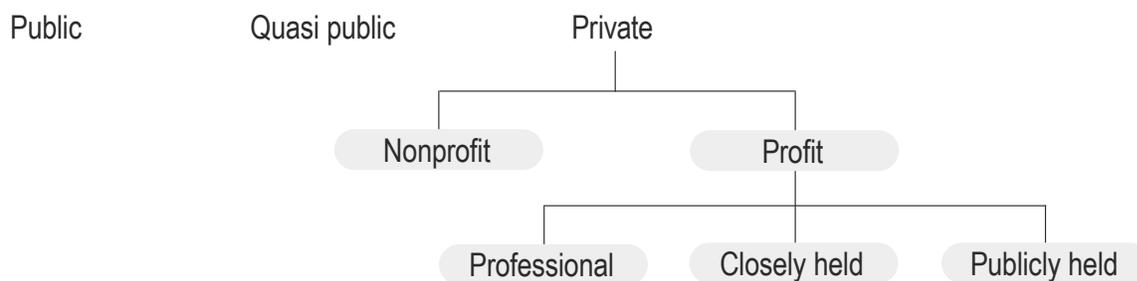 Public Quasi public Private
Nonprofit Profit
Professional Closely held Publicly held